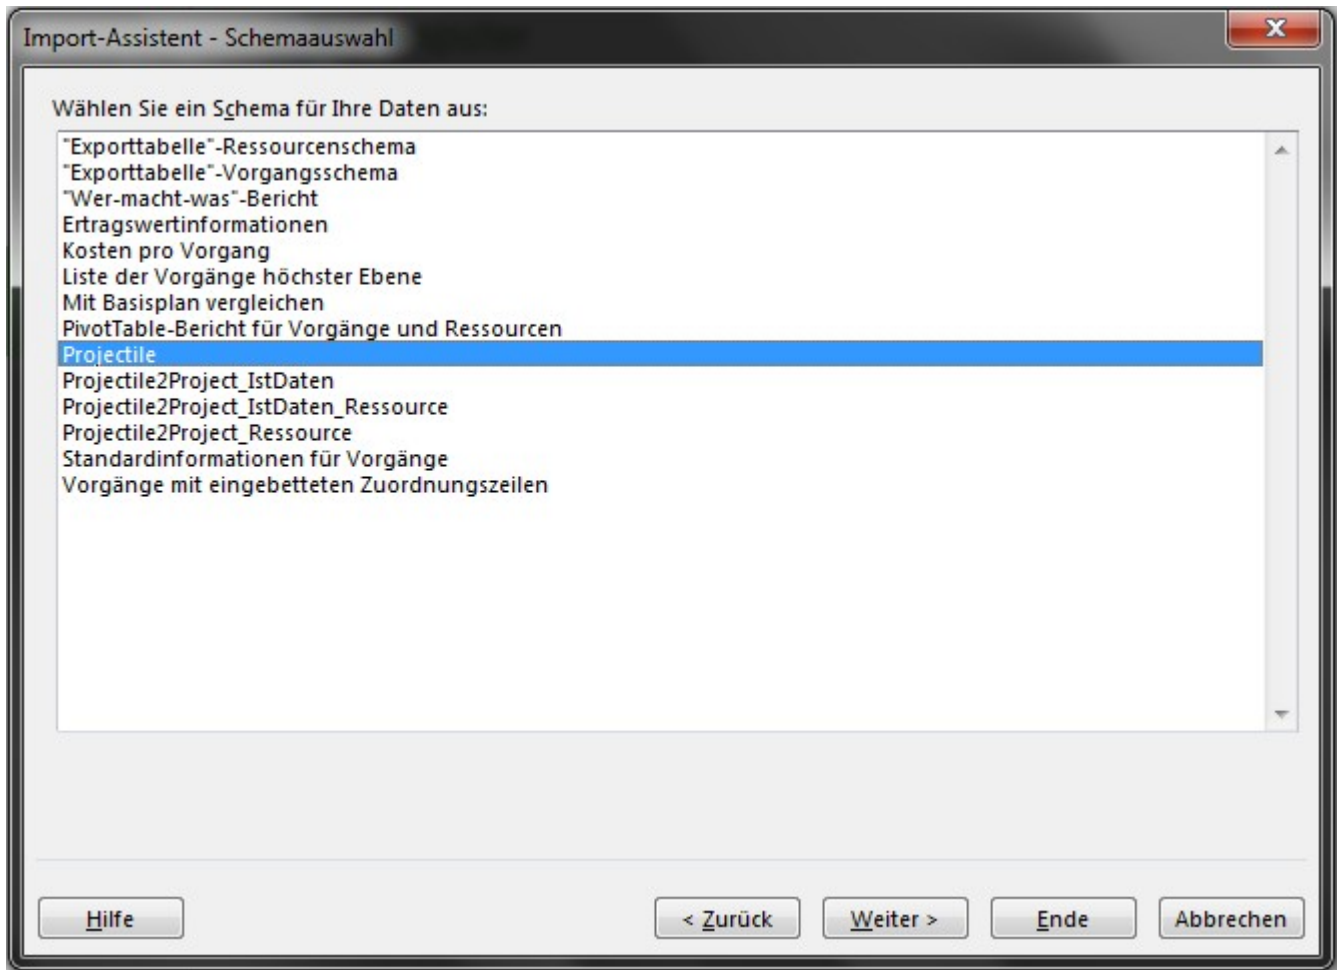 Import-Assistent - Schemaauswahl
Wählen Sie ein Schema für Ihre Daten aus:
"Exporttabelle"-Ressourcenschema
"Exporttabelle"-Vorgangsschema
"Wer-macht-was"-Bericht
Ertragswertinformationen
Kosten pro Vorgang
Liste der Vorgänge höchster Ebene
Mit Basisplan vergleichen
PivotTable-Bericht für Vorgänge und Ressourcen
Projectile
Projectile2Project_IstDaten
Projectile2Project_IstDaten_Ressource
Projectile2Project_Ressource
Standardinformationen für Vorgänge
Vorgänge mit eingebetteten Zuordnungszeilen
Hilfe < Zurück Weiter > Ende Abbrechen